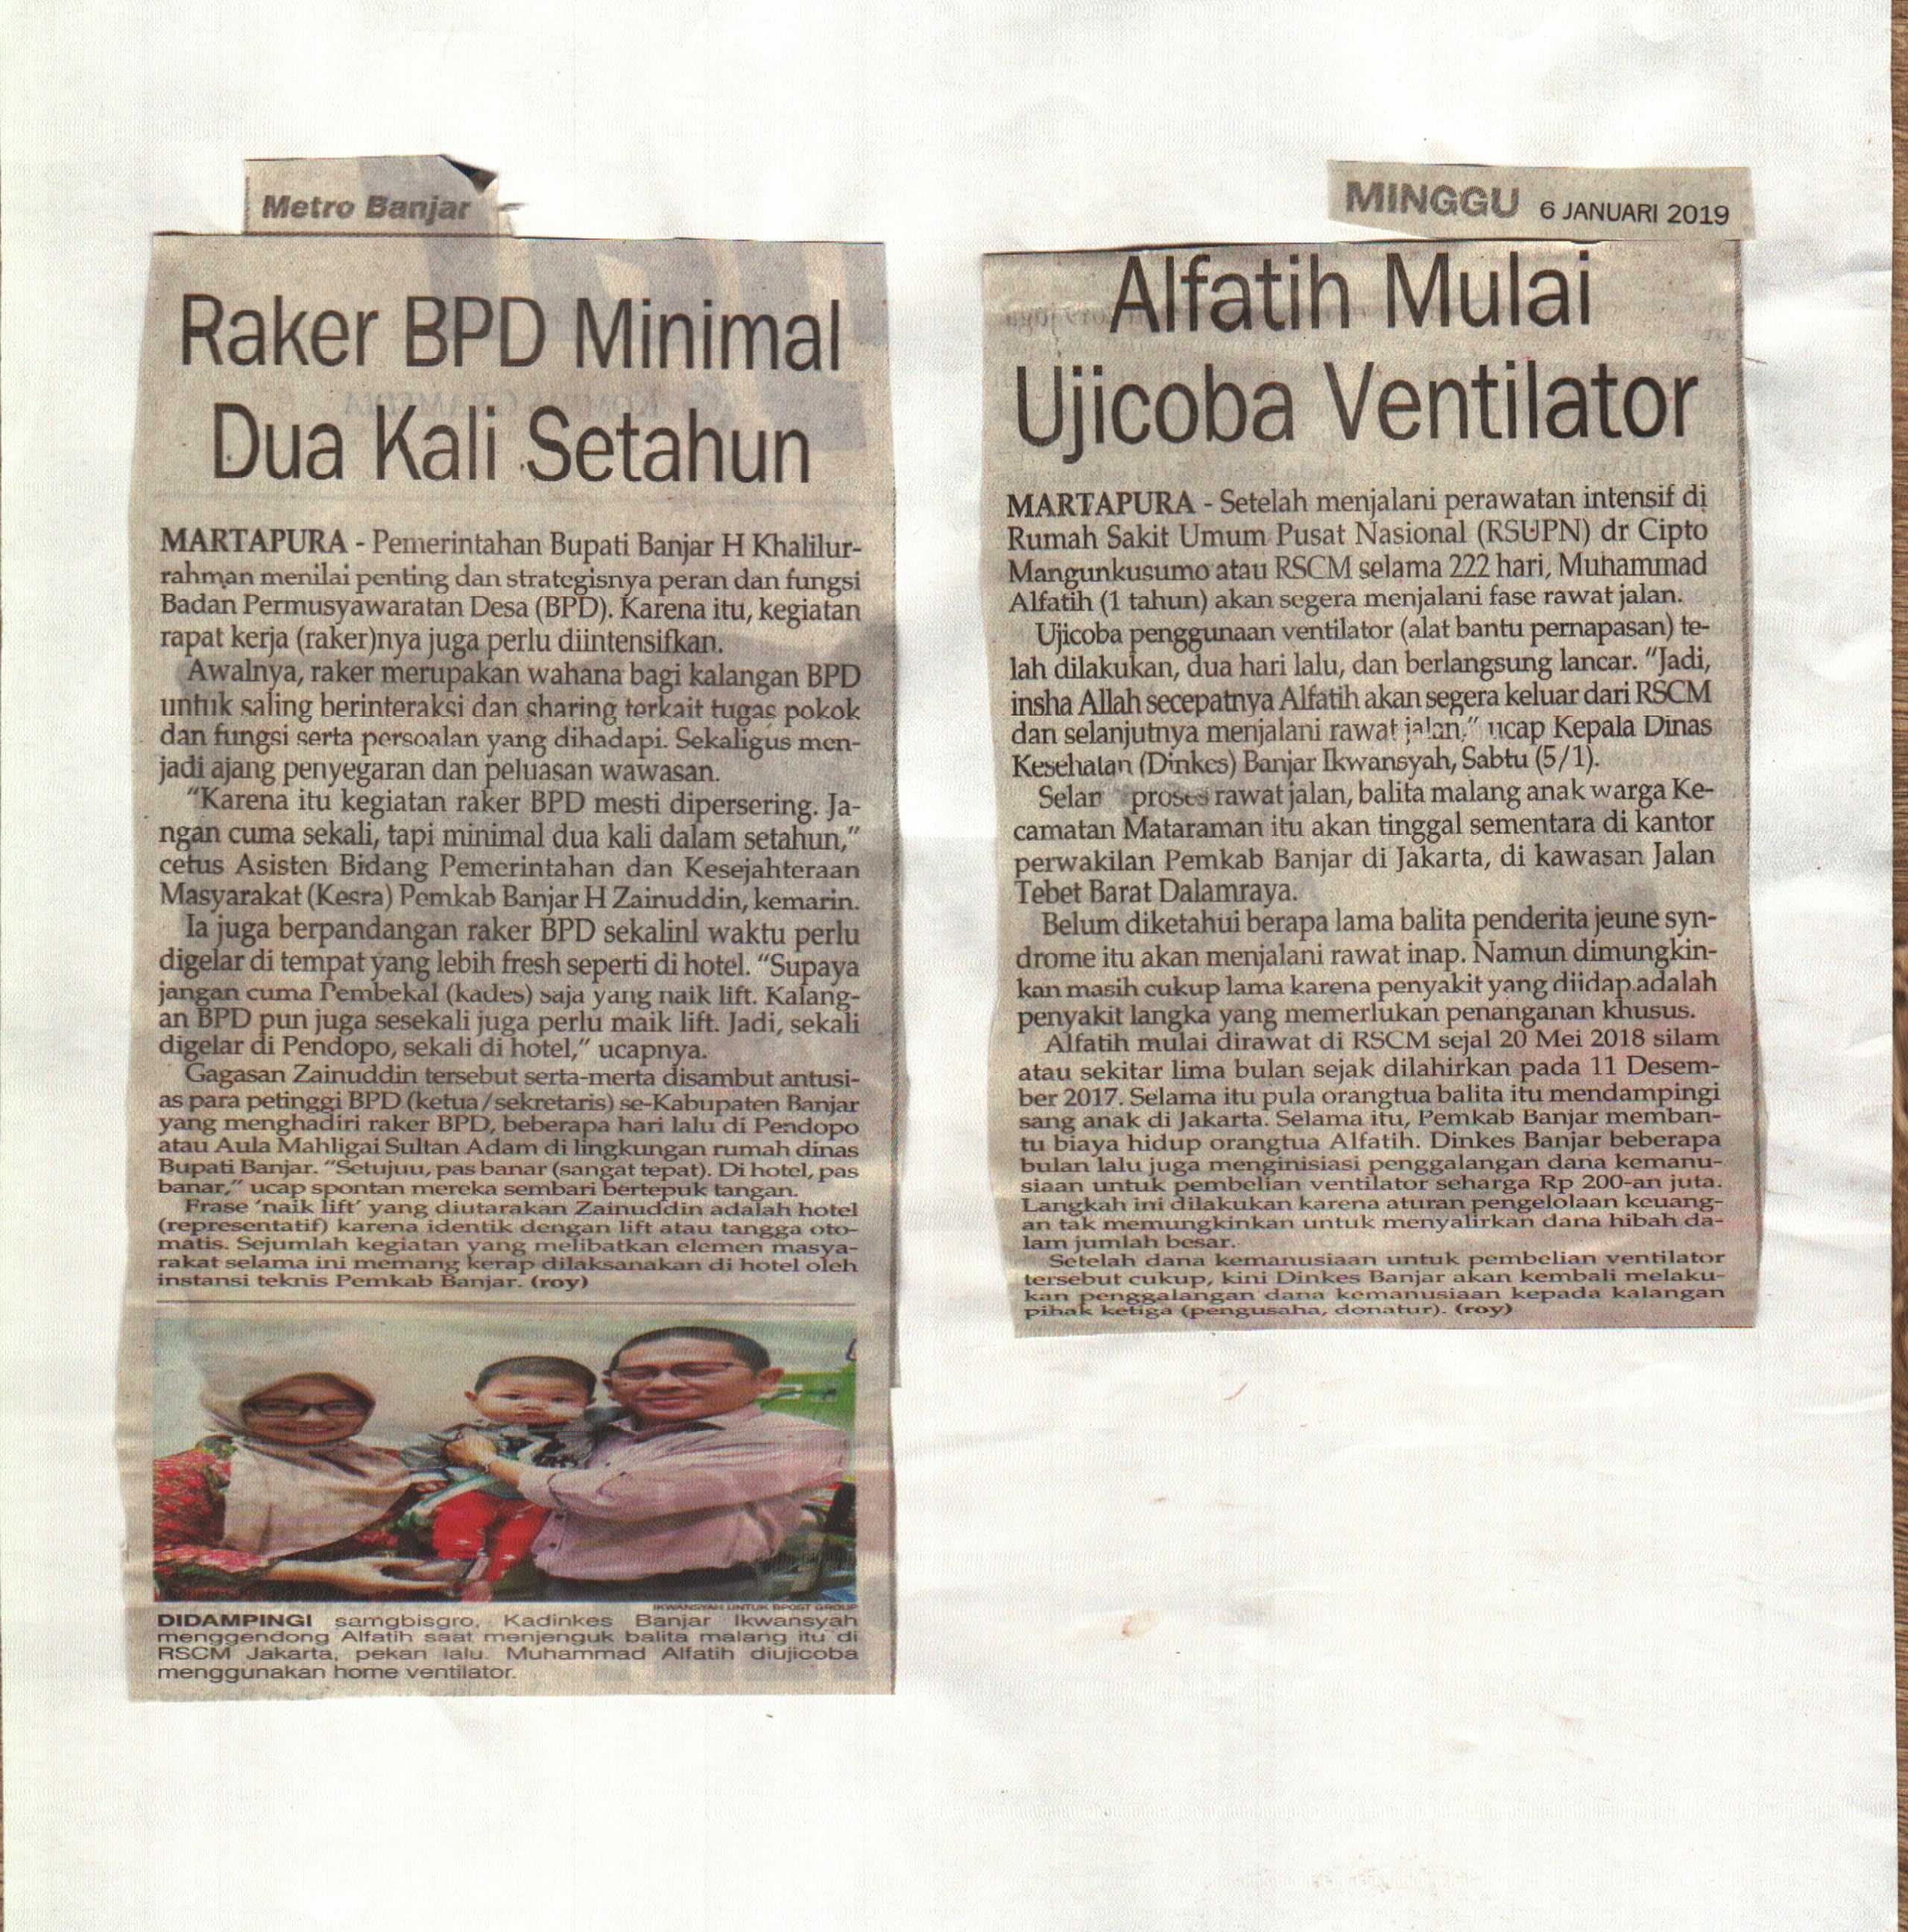 Metro Banjar
Raker BPD Minimal
Dua Kali Setahun
MARTAPURA - Pemerintahan Bupati Banjar H Khalilur-
rahman menilai penting dan strategisnya peran dan fungsi
Badan Permusyawaratan Desa (BPD). Karena itu, kegiatan
rapat kerja (raker)nya juga perlu diintensifkan.
Awalnya, raker merupakan wahana bagi kalangan BPD
untuk saling berinteraksi dan sharing terkait tugas pokok
dan fungsi serta persoalan yang dihadapi. Sekaligus men-
jadi ajang penyegaran dan peluasan wawasan.
“Karena itu kegiatan raker BPD mesti dipersering. Ja-
ngan cuma sekali, tapi minimal dua kali dalam setahun,”
cetus Asisten Bidang Pemerintahan dan Kesejahteraan
Masyarakat (Kesra) Pemkab Banjar H Zainuddin, kemarin.
Ia juga berpandangan raker BPD sekalinl waktu perlu
digelar di tempat yang lebih fresh seperti di hotel. “Supaya
jangan cuma Pembekal (kades) saja yang naik lift. Kalang-
an BPD pun juga sesekali juga perlu maik lift. Jadi, sekali
digelar di Pendopo, sekali di hotel,” ucapnya.
Gagasan Zainuddin tersebut serta-merta disambut antusi-
as para petinggi BPD (ketua/sekretaris) se-Kabupaten Banjar
yang menghadiri raker BPD, beberapa hari lalu di Pendopo
atau Aula Mahligai Sultan Adam di lingkungan rumah dinas
Bupati Banjar. “Setujuu, pas banar (sangat tepat). Di hotel, pas
banar,” ucap spontan mereka sembari bertepuk tangan.
Frase ‘naik lift’ yang diutarakan Zainuddin adalah hotel
(representatif) karena identik dengan lift atau tangga oto-
matis. Sejumlah kegiatan yang melibatkan elemen masya-
rakat selama ini memang kerap dilaksanakan di hotel oleh
instansi teknis Pemkab Banjar. (roy)
IKWANSYAH UNTUK BPOST GROUP
DIDAMPINGI samgbisgro, Kadinkes Banjar Ikwansyah
menggendong Alfatih saat menjenguk balita malang itu di
RSCM Jakarta, pekan lalu. Muhammad Alfatih diujicoba
menggunakan home ventilator.
MINGGU 6 JANUARI 2019
Alfatih Mulai
Ujicoba Ventilator
MARTAPURA - Setelah menjalani perawatan intensif di
Rumah Sakit Umum Pusat Nasional (RSUPN) dr Cipto
Mangunkusumo atau RSCM selama 222 hari, Muhammad
Alfatih (1 tahun) akan segera menjalani fase rawat jalan.
Ujicoba penggunaan ventilator (alat bantu pernapasan) te-
lah dilakukan, dua hari lalu, dan berlangsung lancar. “Jadi,
insha Allah secepatnya Alfatih akan segera keluar dari RSCM
dan selanjutnya menjalani rawat jalan,” ucap Kepala Dinas
Kesehatan (Dinkes) Banjar Ikwansyah, Sabtu (5/1).
proses rawat jalan, balita malang anak warga Ke-
camatan Mataraman itu akan tinggal sementara di kantor
perwakilan Pemkab Banjar di Jakarta, di kawasan Jalan
Tebet Barat Dalamraya.
Belum diketahui berapa lama balita penderita jeune syn-
drome itu akan menjalani rawat inap. Namun dimungkin-
kan masih cukup lama karena penyakit yang diidap adalah
penyakit langka yang memerlukan penanganan khusus.
Alfatih mulai dirawat di RSCM sejal 20 Mei 2018 silam
atau sekitar lima bulan sejak dilahirkan pada 11 Desem-
ber 2017. Selama itu pula orangtua balita itu mendampingi
sang anak di Jakarta. Selama itu, Pemkab Banjar memban-
tu biaya hidup orangtua Alfatih. Dinkes Banjar beberapa
bulan lalu juga menginisiasi penggalangan dana kemanu-
siaan untuk pembelian ventilator seharga Rp 200-an juta.
Langkah ini dilakukan karena aturan pengelolaan keuang-
an tak memungkinkan untuk menyalirkan dana hibah da-
lam jumlah besar.
Setelah dana kemanusiaan untuk pembelian ventilator
tersebut cukup, kini Dinkes Banjar akan kembali melaku-
kan penggalangan dana kemanusiaan kepada kalangan
pihak ketiga (pengusaha, donatur). (roy)